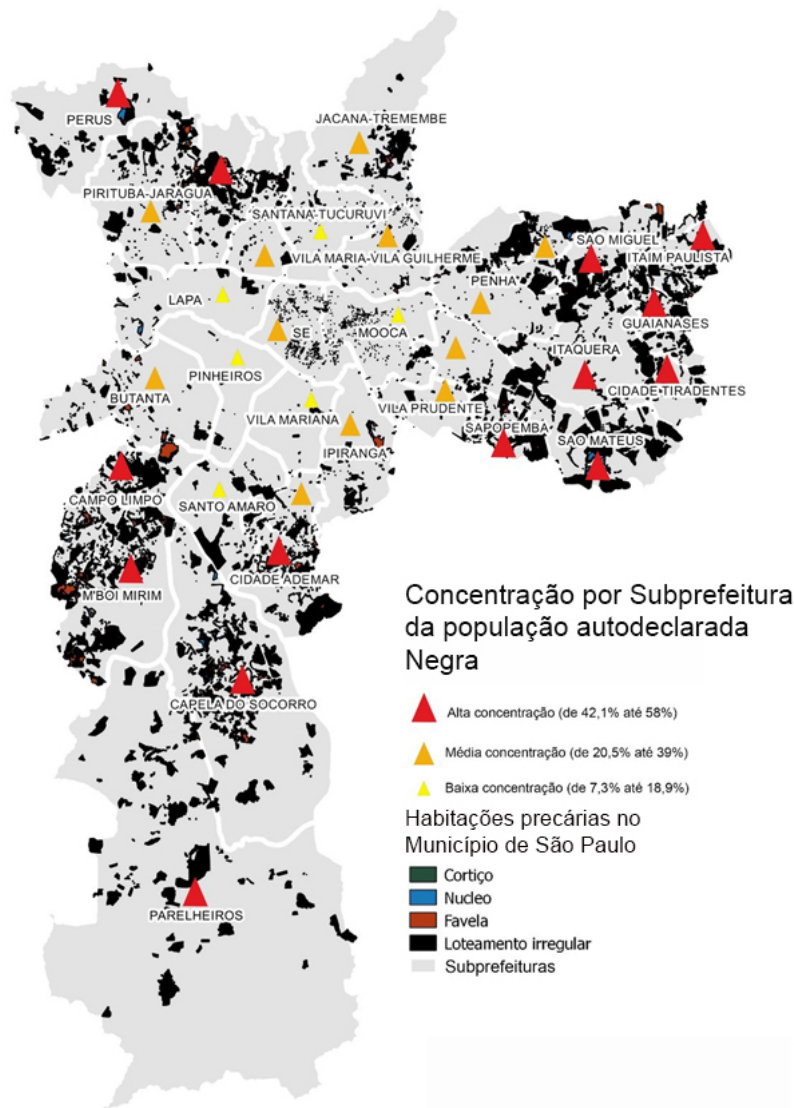 PERUS
JACANA-TREMEMBE
PIRITUBA-JARAGUA
SANTANA-TUCURUVI
VILA MARIA-VILA GUILHERME
SAO MIGUEL
ITAIM PAULISTA
PENHA
LAPA
SE
MOOCA
GUAIANASES
ITAQUERA
PINHEIROS
BUTANTA
CIDADE TIRADENTES
VILA MARIANA
VILA PRUDENTE
SAPOPEMBA
SAO MATEUS
IPIRANGA
CAMPO LIMPO
SANTO AMARO
CIDADE ADEMAR
M'BOI MIRIM
CAPELA DO SOCORRO
PARELHEIROS
Concentração por Subprefeitura
da população autodeclarada
Negra
Alta concentração (de 42,1% até 58%)
Média concentração (de 20,5% até 39%)
Baixa concentração (de 7,3% até 18,9%)
Habitações precárias no
Município de São Paulo
Cortiço
Nucleo
Favela
Loteamento irregular
Subprefeituras